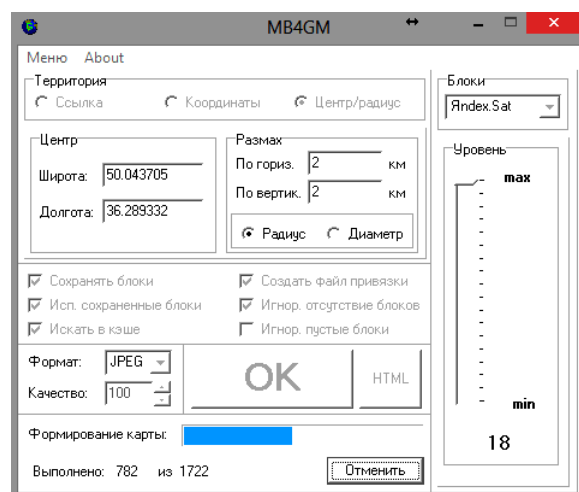 MB4GM
Меню About
Территория
Ссылка Координаты Центр/радиус
Блоки
Яndex.Sat
Центр
Широта: 50.043705
Долгота: 36.289332
Размах
По гориз. 2 км
По вертик. 2 км
Радиус Диаметр
Уровень
max
min
18
Сохранять блоки
Исп. сохраненные блоки
Искать в кэше
Создать файл привязки
Игнор. отсутствие блоков
Игнор. пустые блоки
Формат: JPEG
Качество: 100
OK
HTML
Формирование карты:
Выполнено: 782 из 1722
Отменить